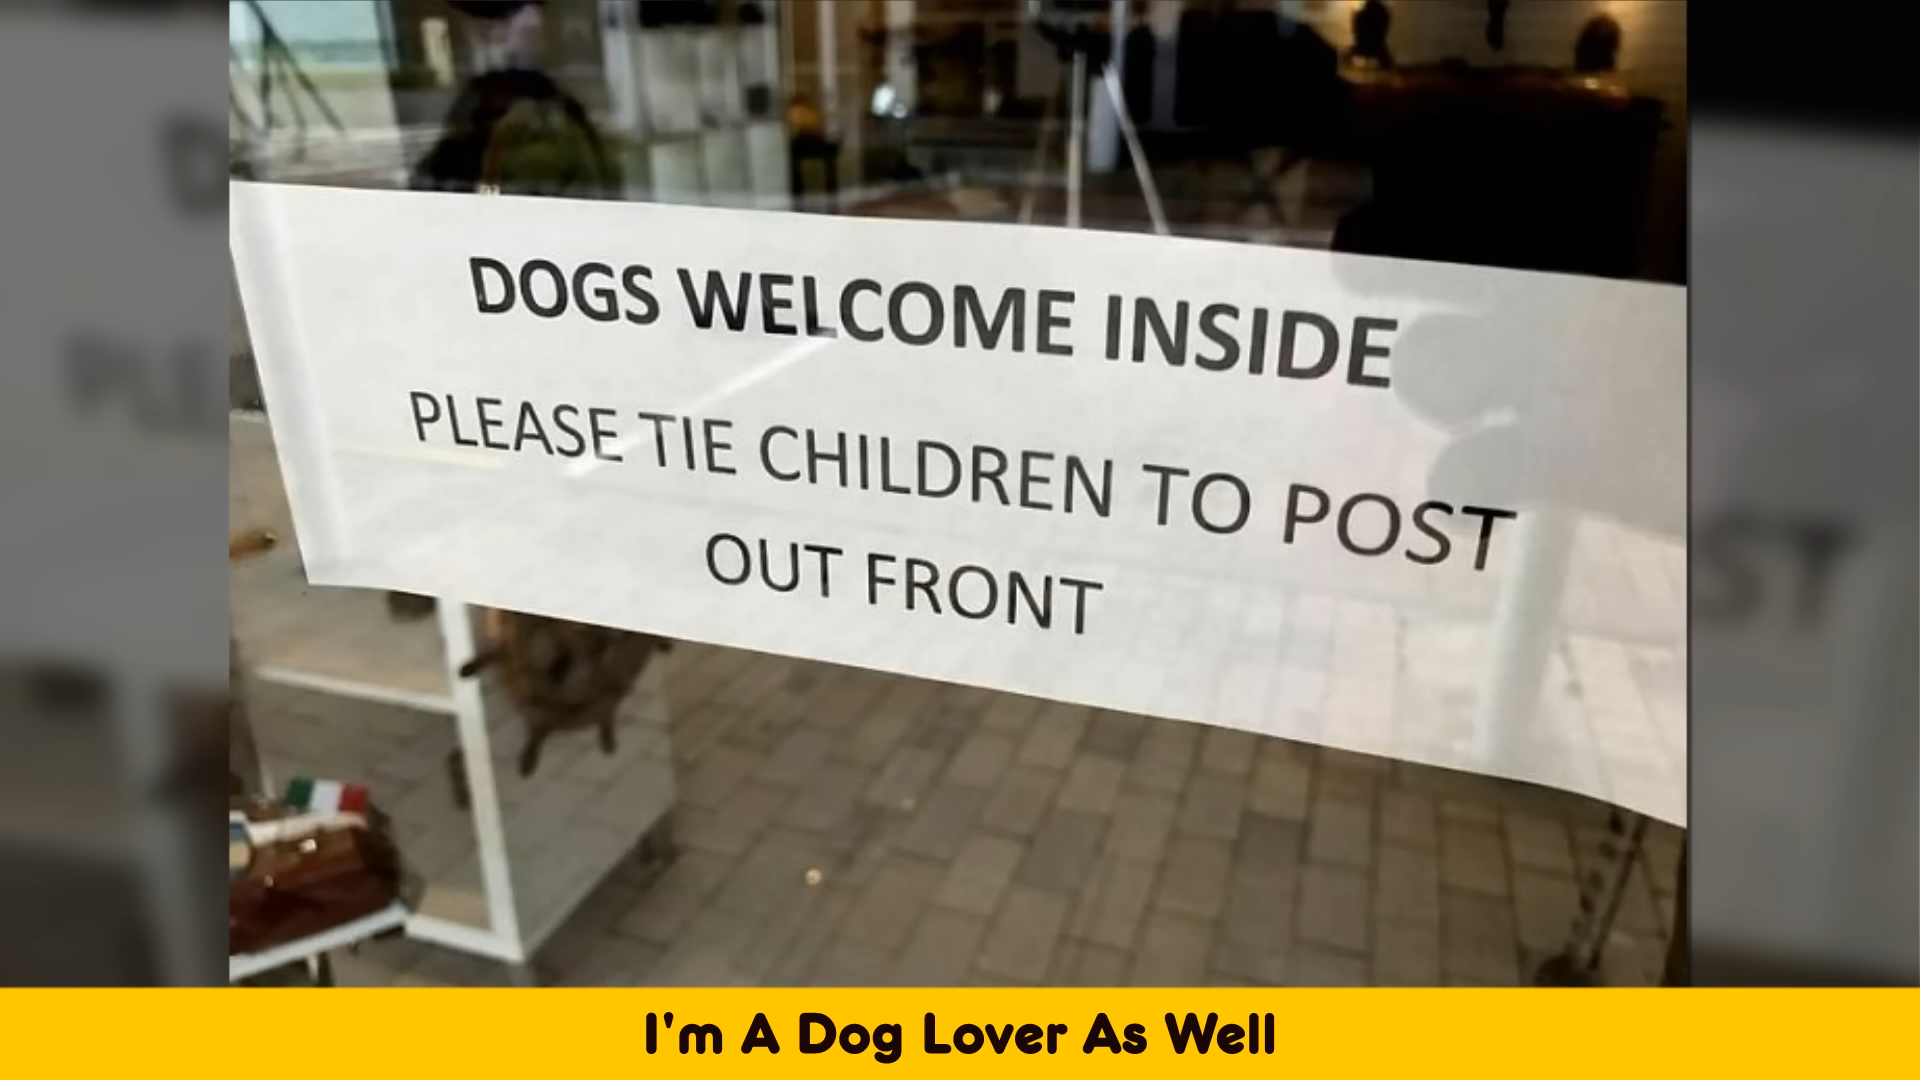 DOGS WELCOME INSIDE
PLEASE TIE CHILDREN TO POST
OUT FRONT
I'm A Dog Lover As Well